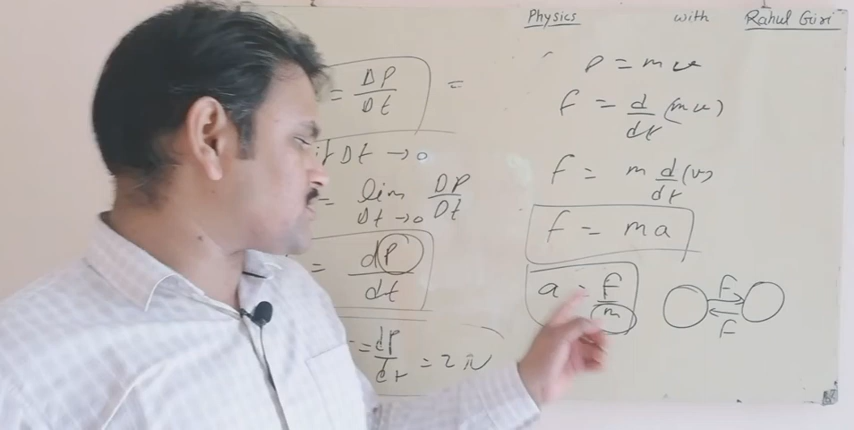 Physics with Rahul Giri
= ΔP/Δt =
Δt → 0
= lim Δt → 0 ΔP/Δt
= dP/dt
= dP/dt = 2 N
P = mv
F = d/dt (mv)
F = m d/dt (v)
F = ma
a = F/m
F
F